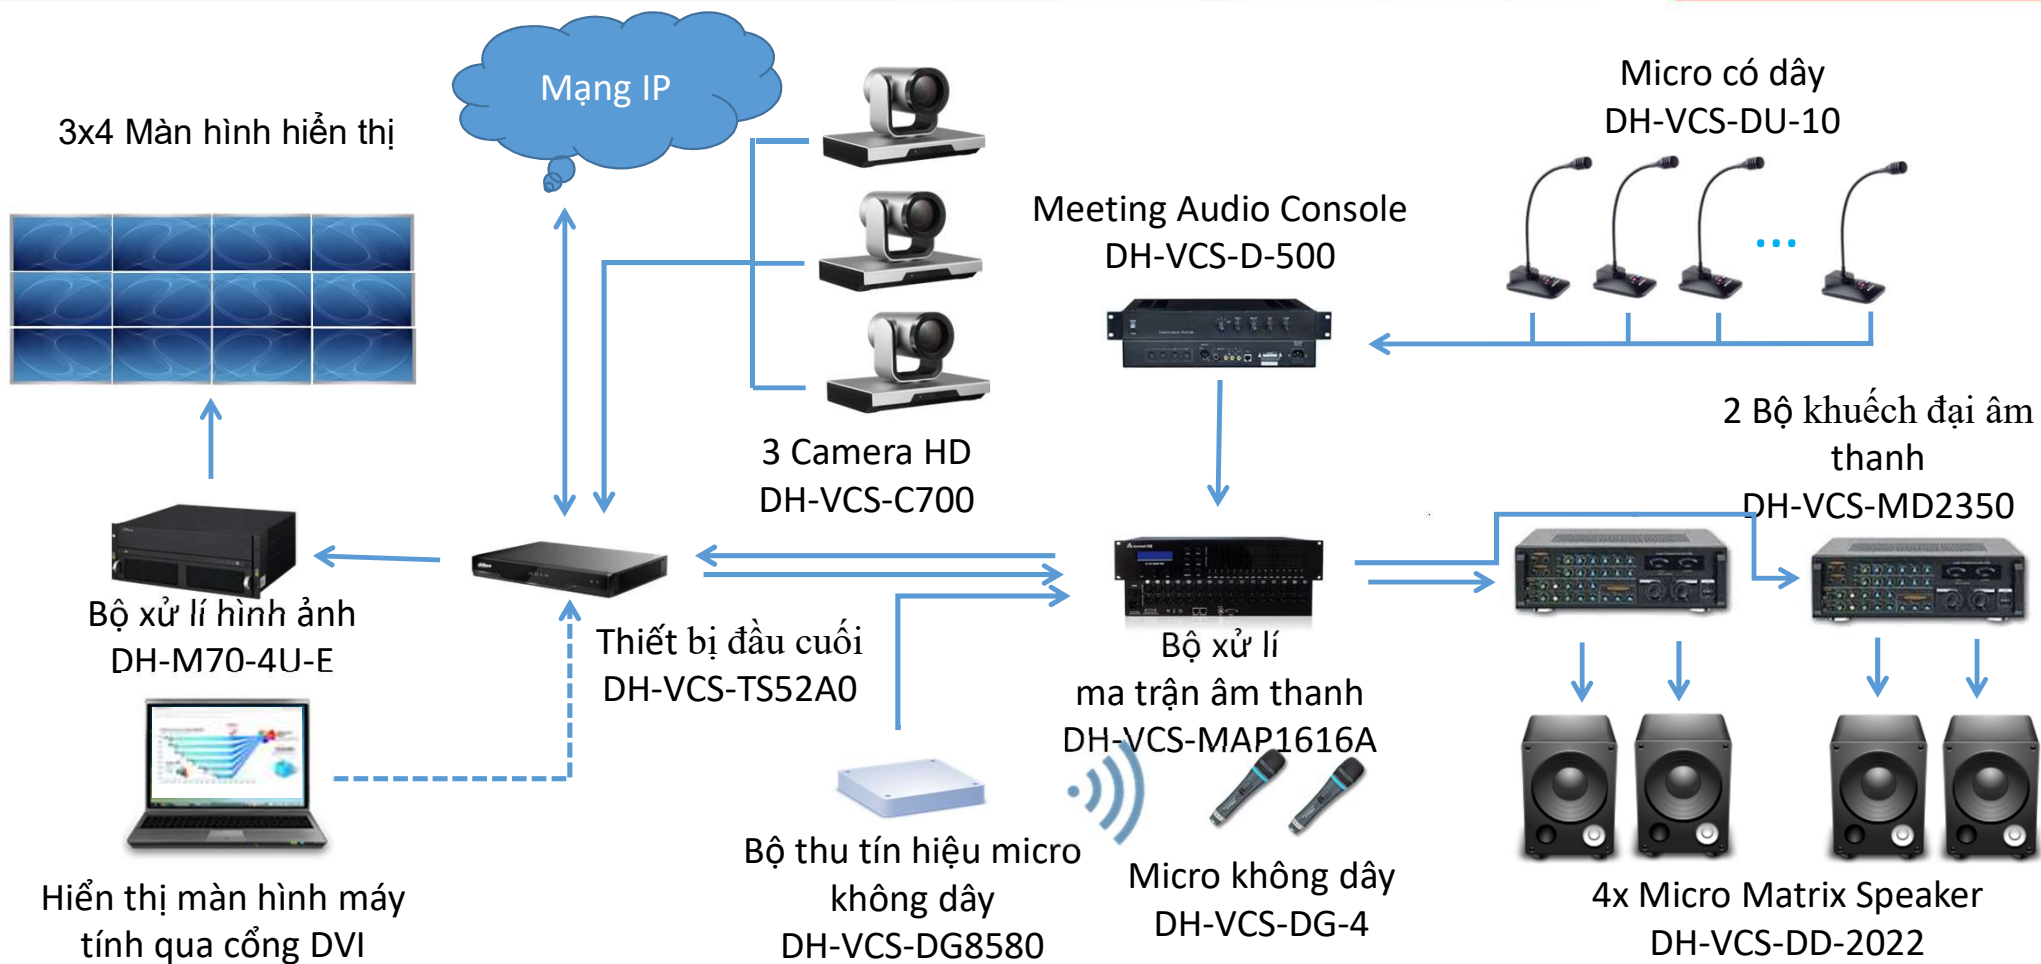 Mạng IP
3x4 Màn hình hiển thị
Micro có dây
DH-VCS-DU-10
Meeting Audio Console
DH-VCS-D-500
...
3 Camera HD
DH-VCS-C700
2 Bộ khuếch đại âm
thanh
DH-VCS-MD2350
Bộ xử lí hình ảnh
DH-M70-4U-E
Thiết bị đầu cuối
DH-VCS-TS52A0
Bộ xử lí
ma trận âm thanh
DH-VCS-MAP1616A
Hiển thị màn hình máy
tính qua cổng DVI
Bộ thu tín hiệu micro
không dây
DH-VCS-DG8580
Micro không dây
DH-VCS-DG-4
4x Micro Matrix Speaker
DH-VCS-DD-2022